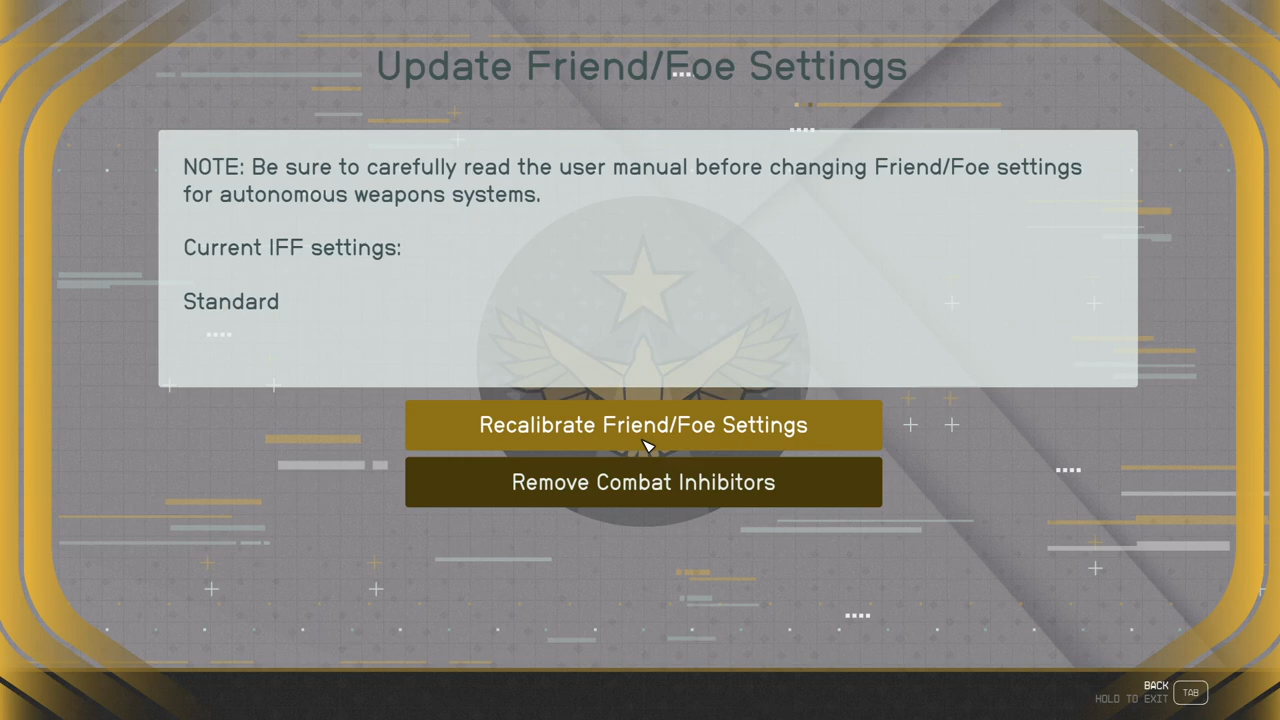 Update Friend/Foe Settings
NOTE: Be sure to carefully read the user manual before changing Friend/Foe settings
for autonomous weapons systems.
Current IFF settings:
Standard
Recalibrate Friend/Foe Settings
Remove Combat Inhibitors
BACK
HOLD TO EXIT
TAB